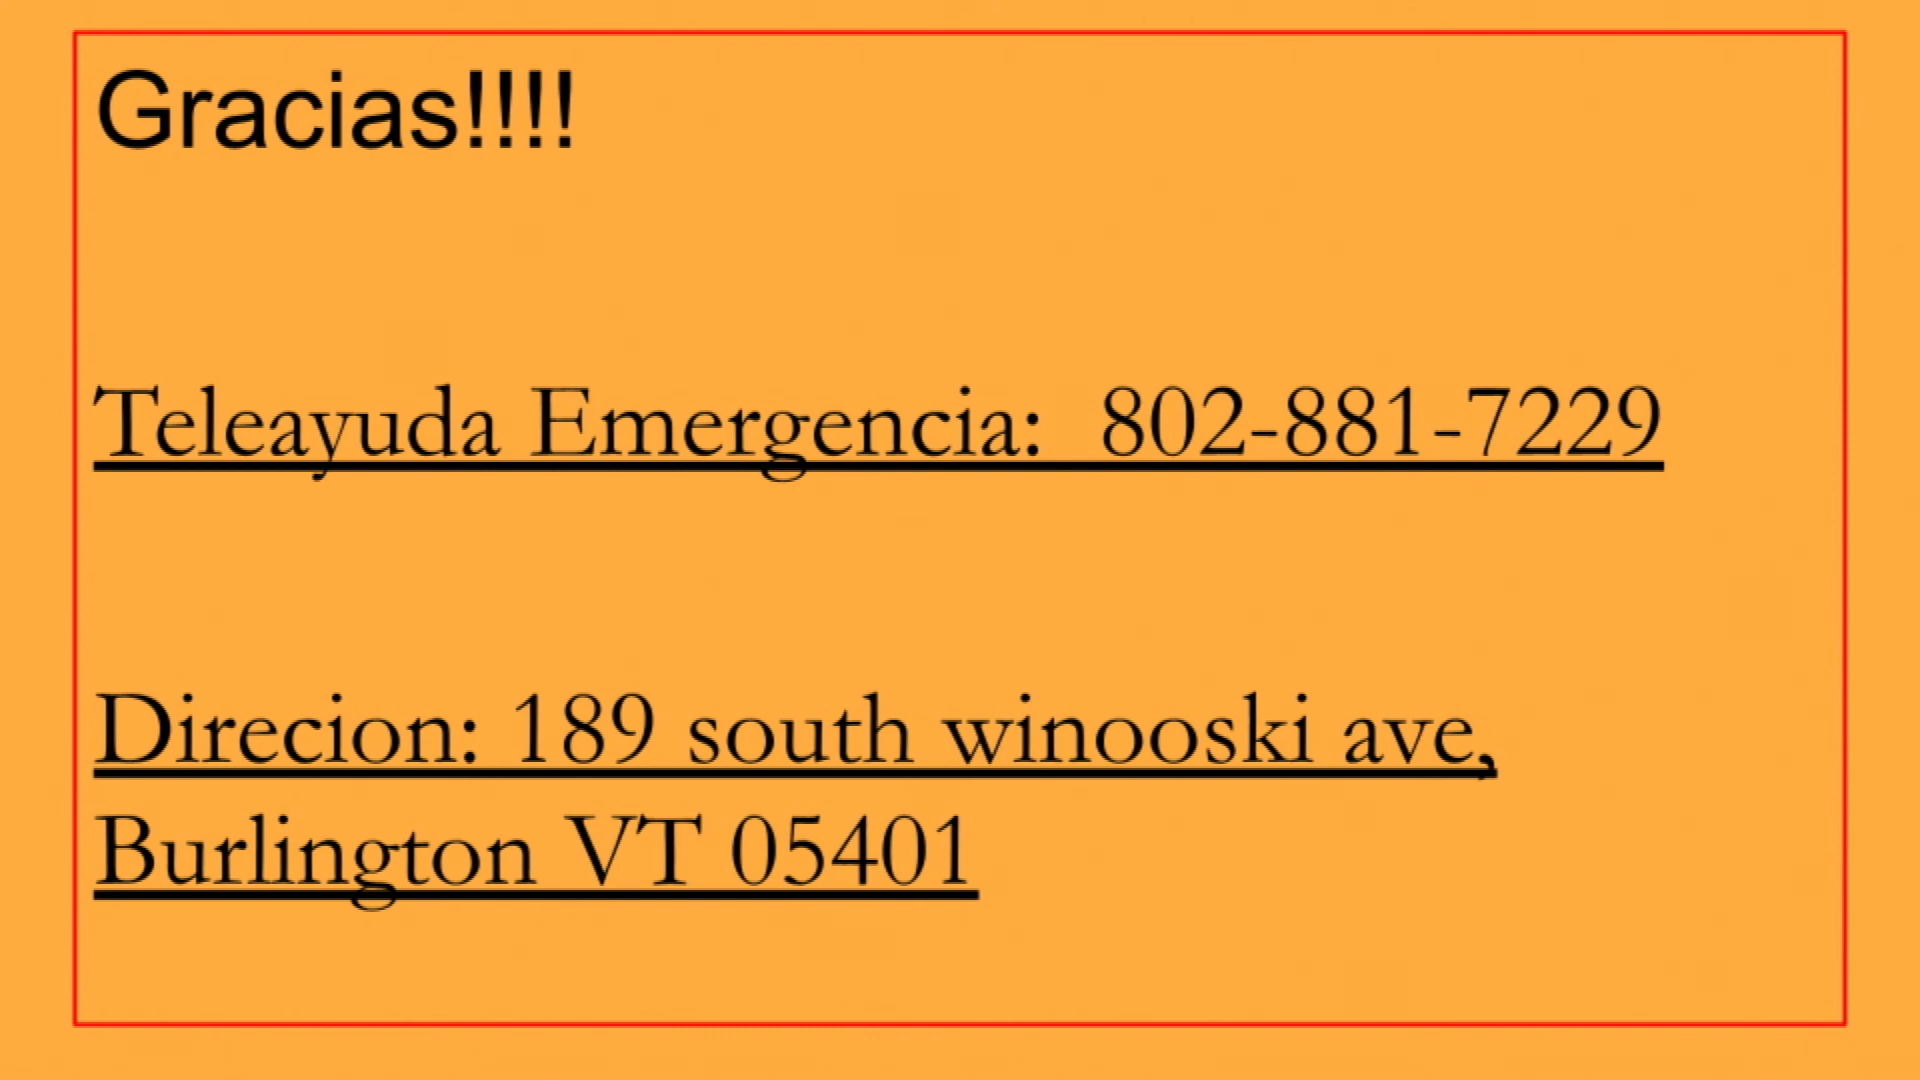 Gracias!!!!
Teleayuda Emergencia:  802-881-7229
Direcion: 189 south winooski ave,
Burlington VT 05401